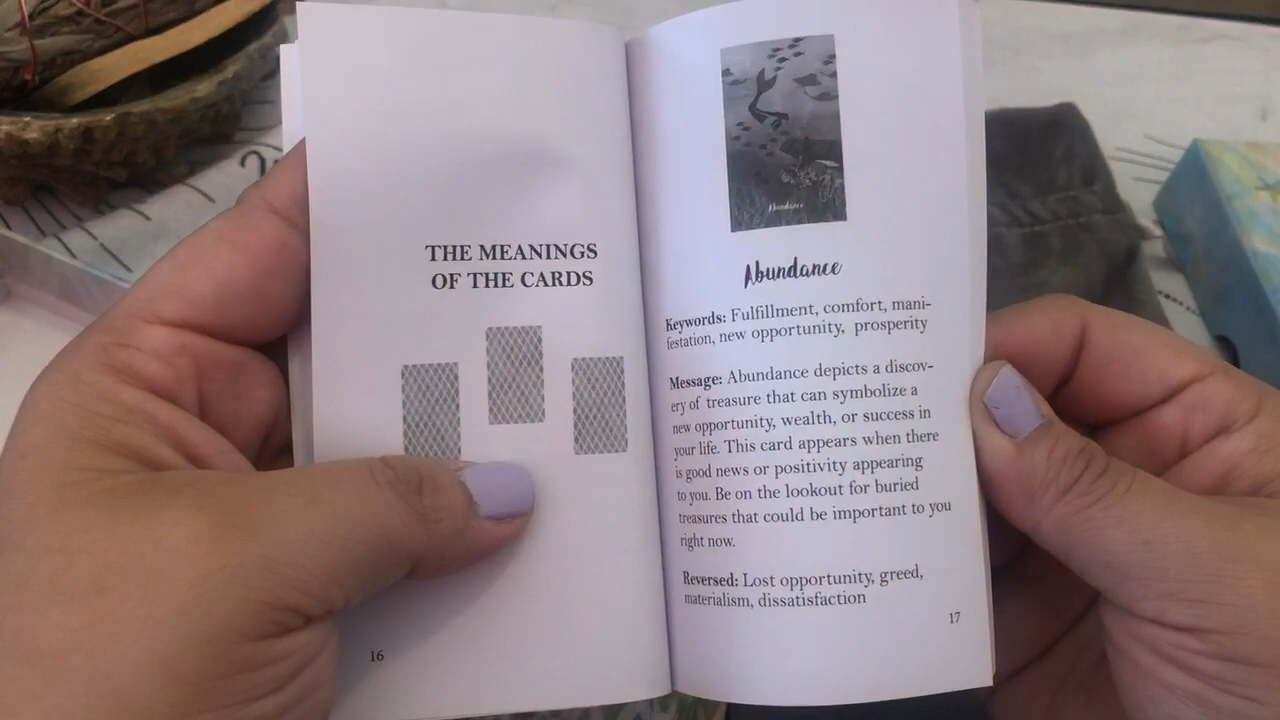 THE MEANINGS
OF THE CARDS
16
Abundance
Abundance
Keywords: Fulfillment, comfort, mani-
festation, new opportunity, prosperity
Message: Abundance depicts a discov-
ery of treasure that can symbolize a
new opportunity, wealth, or success in
your life. This card appears when there
is good news or positivity appearing
to you. Be on the lookout for buried
treasures that could be important to you
right now.
Reversed: Lost opportunity, greed,
materialism, dissatisfaction
17